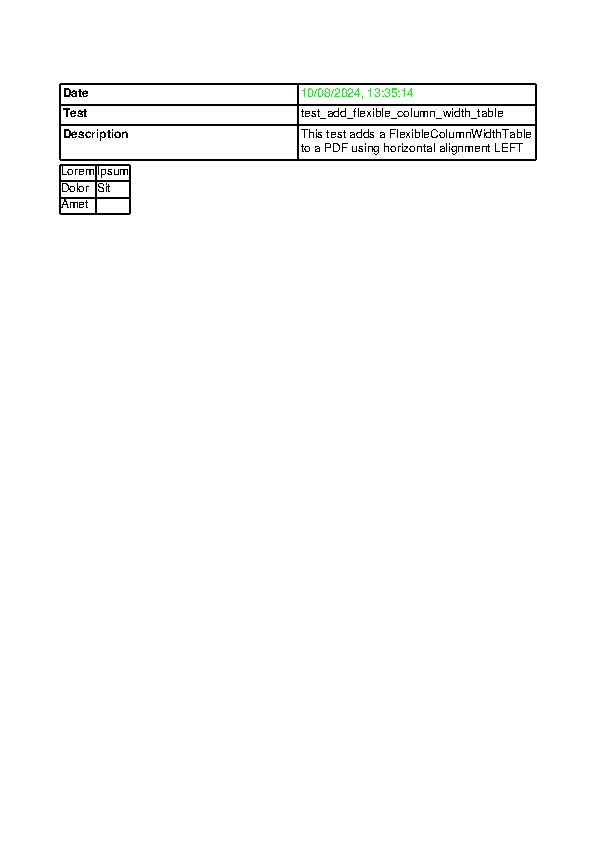 Date 10/08/2024, 13:35:14
Test test_add_flexible_column_width_table
Description This test adds a FlexibleColumnWidthTable
to a PDF using horizontal alignment LEFT
Lorem Ipsum
Dolor Sit
Amet